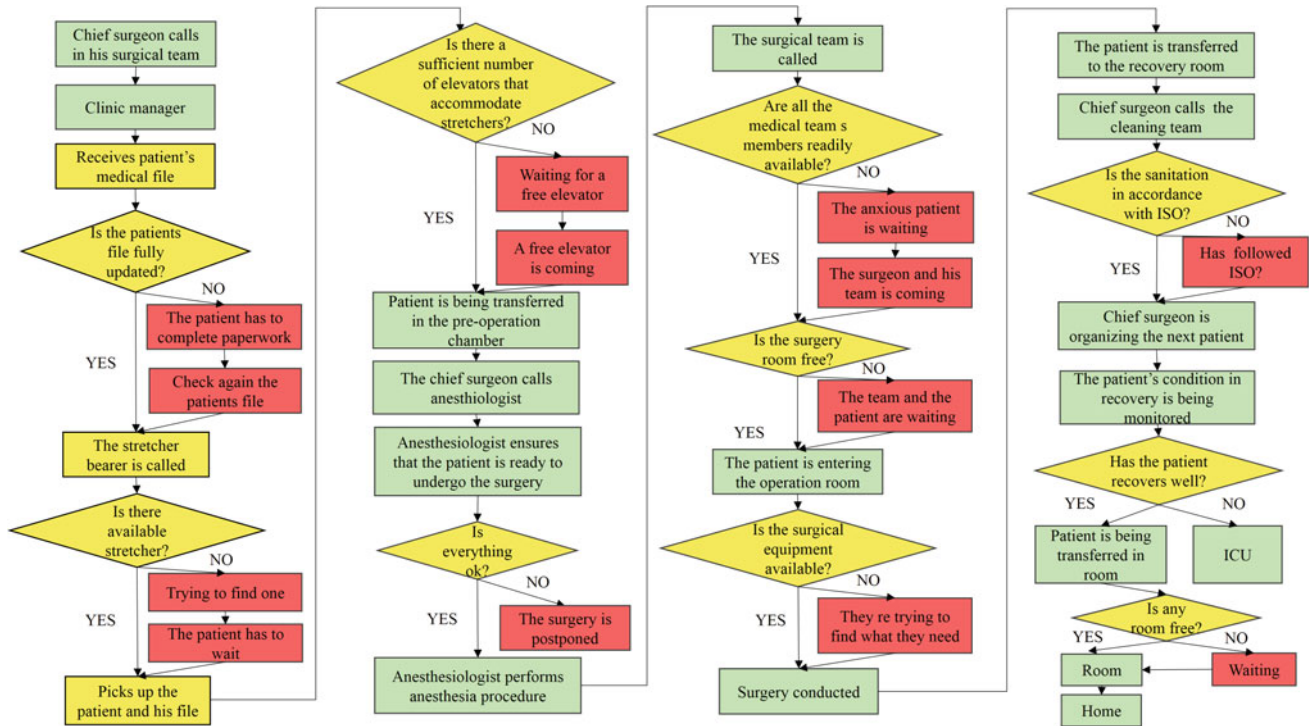 Chief surgeon calls
in his surgical team
Clinic manager
Receives patient's
medical file
Is the patients
file fully
updated?
NO
The patient has to
complete paperwork
YES
Check again the
patients file
The stretcher
bearer is called
Is there
available
stretcher?
NO
Trying to find one
YES
The patient has to
wait
Picks up the
patient and his file
Is there a
sufficient number
of elevators that
accommodate
stretchers?
NO
Waiting for a
free elevator
YES
A free elevator
is coming
Patient is being transferred
in the pre-operation
chamber
The chief surgeon calls
anesthiologist
Anesthesiologist ensures
that the patient is ready to
undergo the surgery
Is
everything
ok?
NO
YES
The surgery is
postponed
Anesthesiologist performs
anesthesia procedure
The surgical team is
called
Are all the
medical team s
members readily
available?
NO
The anxious patient
is waiting
YES
The surgeon and his
team is coming
Is the surgery
room free?
NO
The team and the
patient are waiting
YES
The patient is entering
the operation room
Is the surgical
equipment
available?
NO
YES
They re trying to
find what they need
Surgery conducted
The patient is transferred
to the recovery room
Chief surgeon calls the
cleaning team
Is the sanitation
in accordance
with ISO?
NO
YES
Has followed
ISO?
Chief surgeon is
organizing the next patient
The patient's condition in
recovery is being
monitored
Has the patient
recovers well?
YES
NO
Patient is being
transferred in
room
ICU
Is any
room free?
YES
NO
Room
Waiting
Home